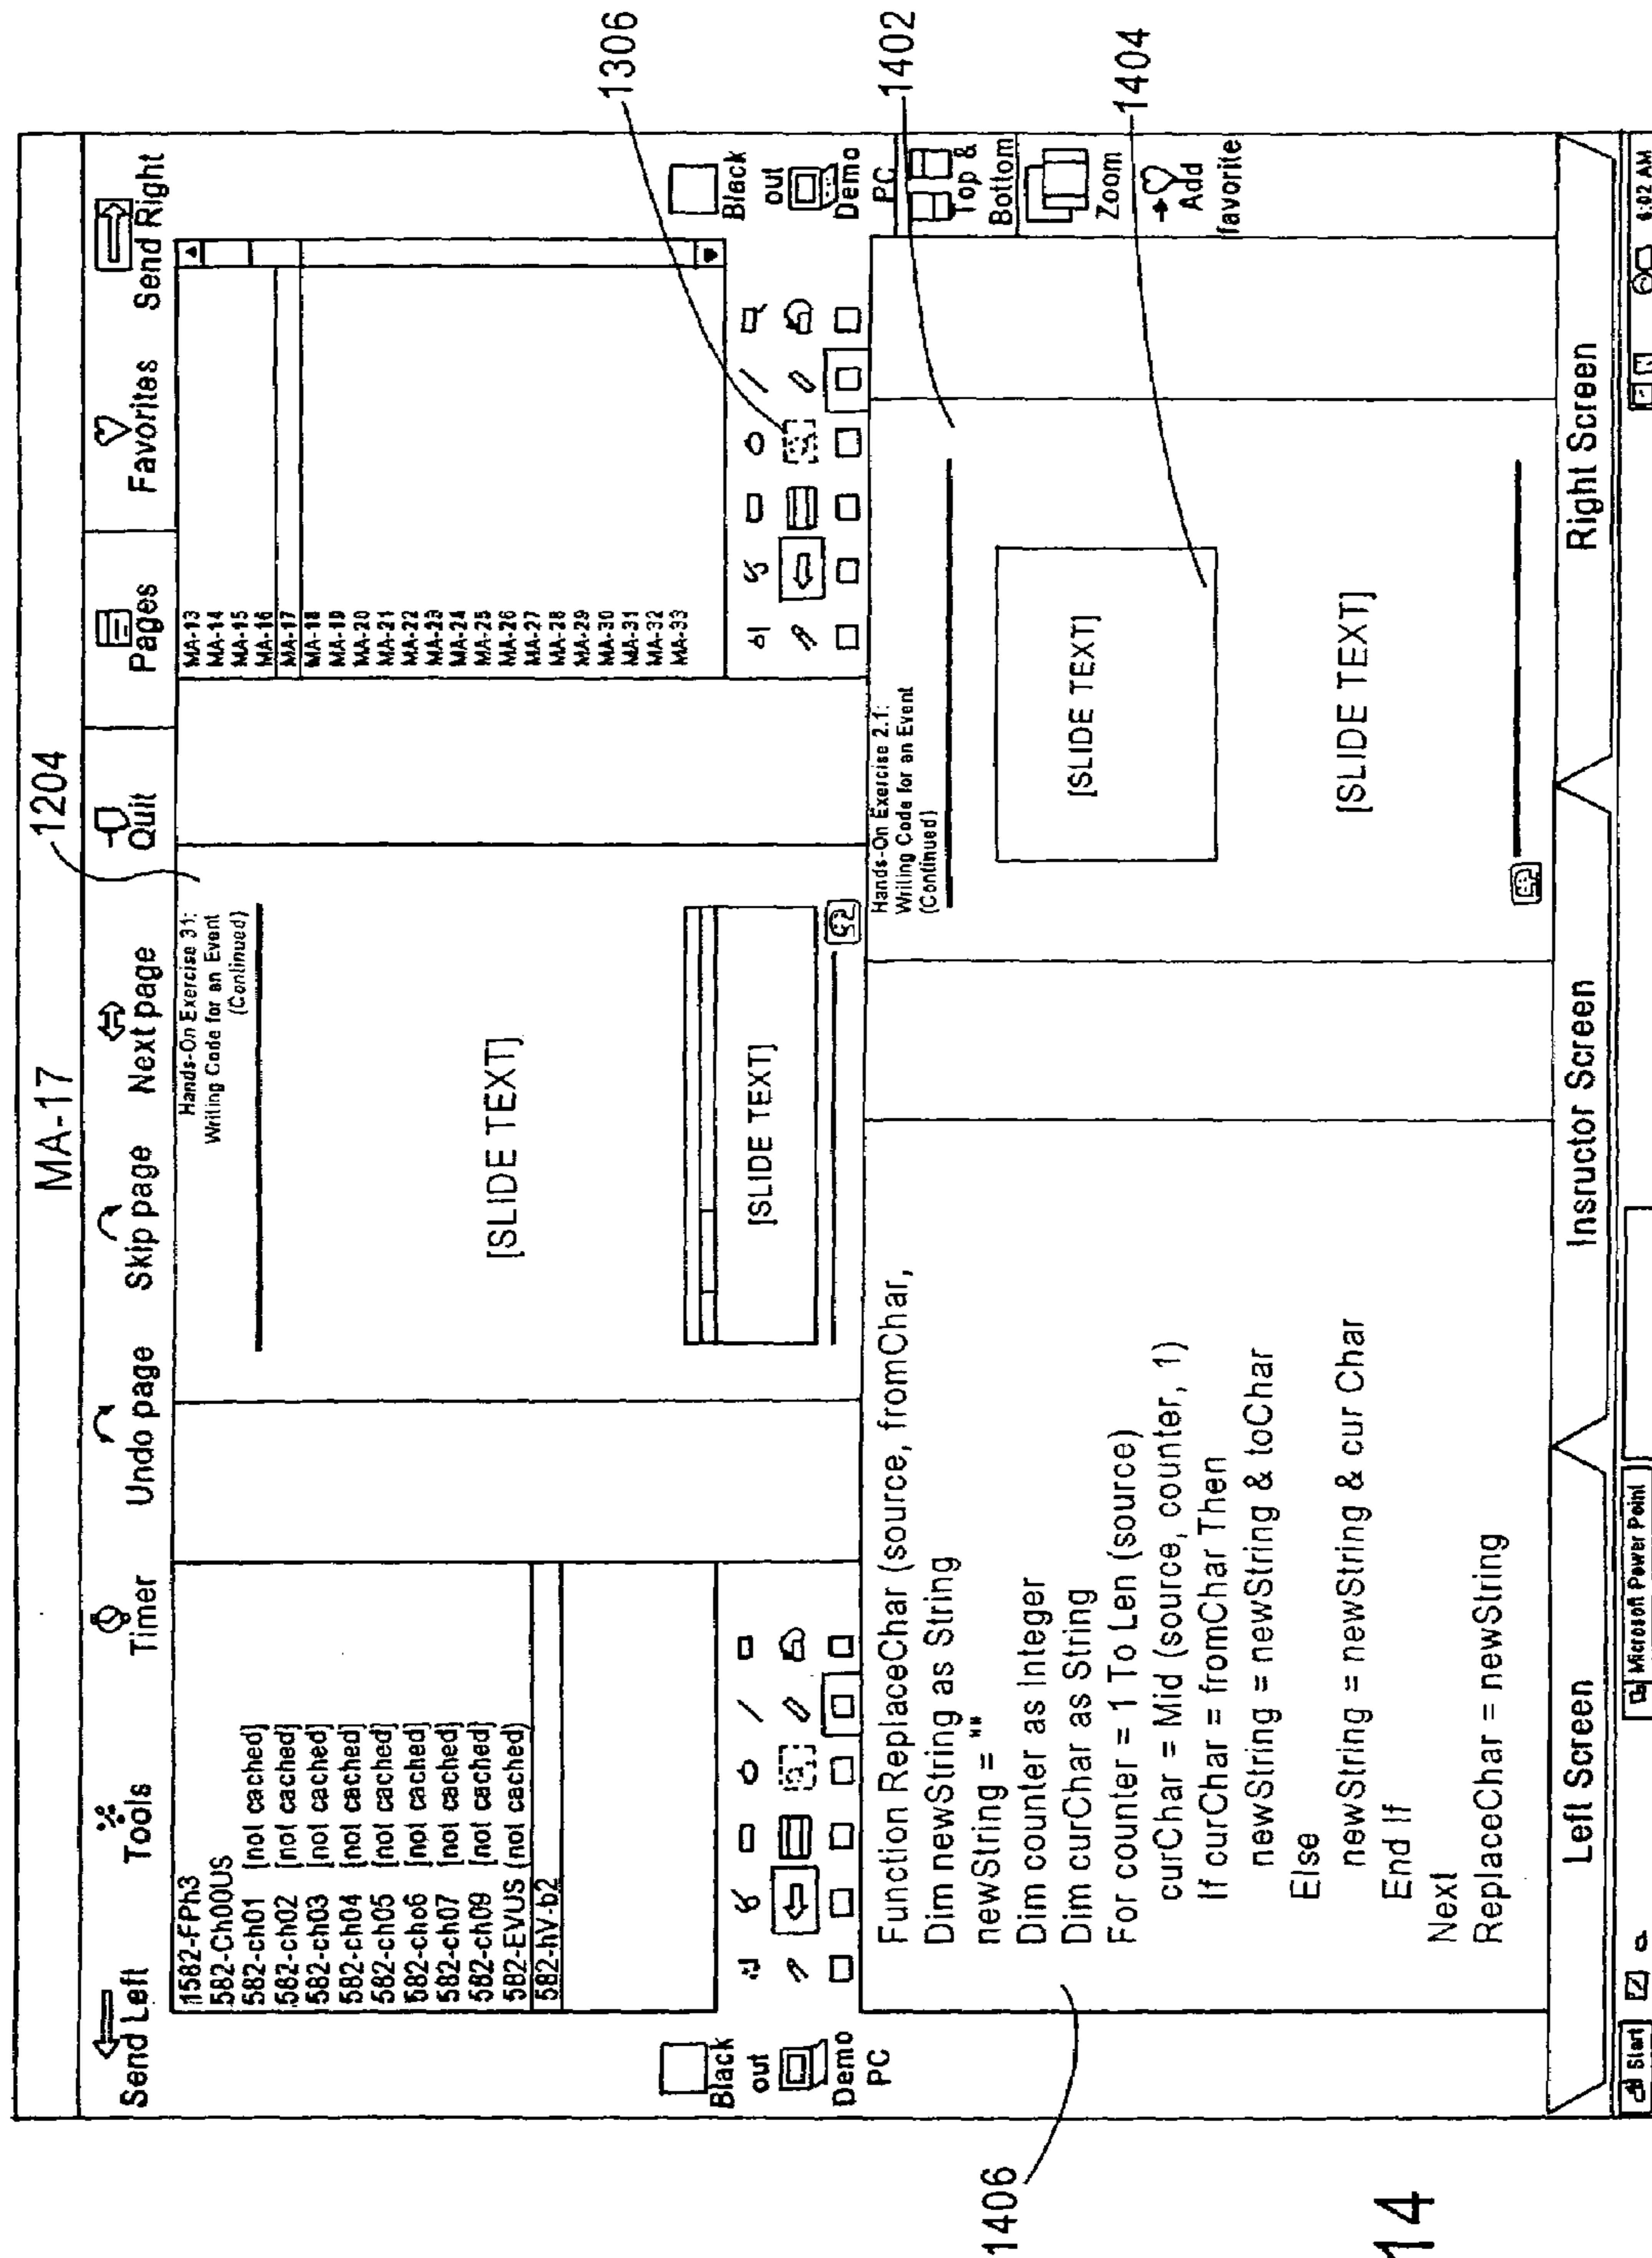 MA-17
1204
Send Left
Tools
Timer
Undo page
Skip page
Next page
Quit
Pages
Favorites
Send Right
1582-FPh3
582-Ch00US
582-ch01 [not cached]
582-ch02 [not cached]
582-ch03 [not cached]
582-ch04 [not cached]
582-ch05 [not cached]
582-cho6 [not cached]
582-ch07 [not cached]
582-ch09 [not cached]
582-EVUS (not cached)
582-hV-b2
Hands-On Exercise 31:
Writing Code for an Event
(Continued)
[SLIDE TEXT]
[SLIDE TEXT]
MA-13
MA-14
MA-15
MA-16
MA-17
MA-18
MA-19
MA-20
MA-21
MA-22
MA-23
MA-24
MA-25
MA-26
MA-27
MA-28
MA-29
MA-30
MA-31
MA-32
MA-33
1306
Black
out
Demo
PC
Black
out
Demo
PC
Top &
Bottom
Zoom
Add
favorite
1402
1404
1406
Function ReplaceChar (source, fromChar,
Dim newString as String
newString = ""
Dim counter as Integer
Dim curChar as String
For counter = 1 To Len (source)
curChar = Mid (source, counter, 1)
If curChar = fromChar Then
newString = newString & toChar
Else
newString = newString & cur Char
End If
Next
ReplaceChar = newString
Hands-On Exercise 2.1:
Writing Code for an Event
(Continued)
[SLIDE TEXT]
[SLIDE TEXT]
Left Screen
Insructor Screen
Right Screen
Start
Microsoft Power Point
6:02 AM
14